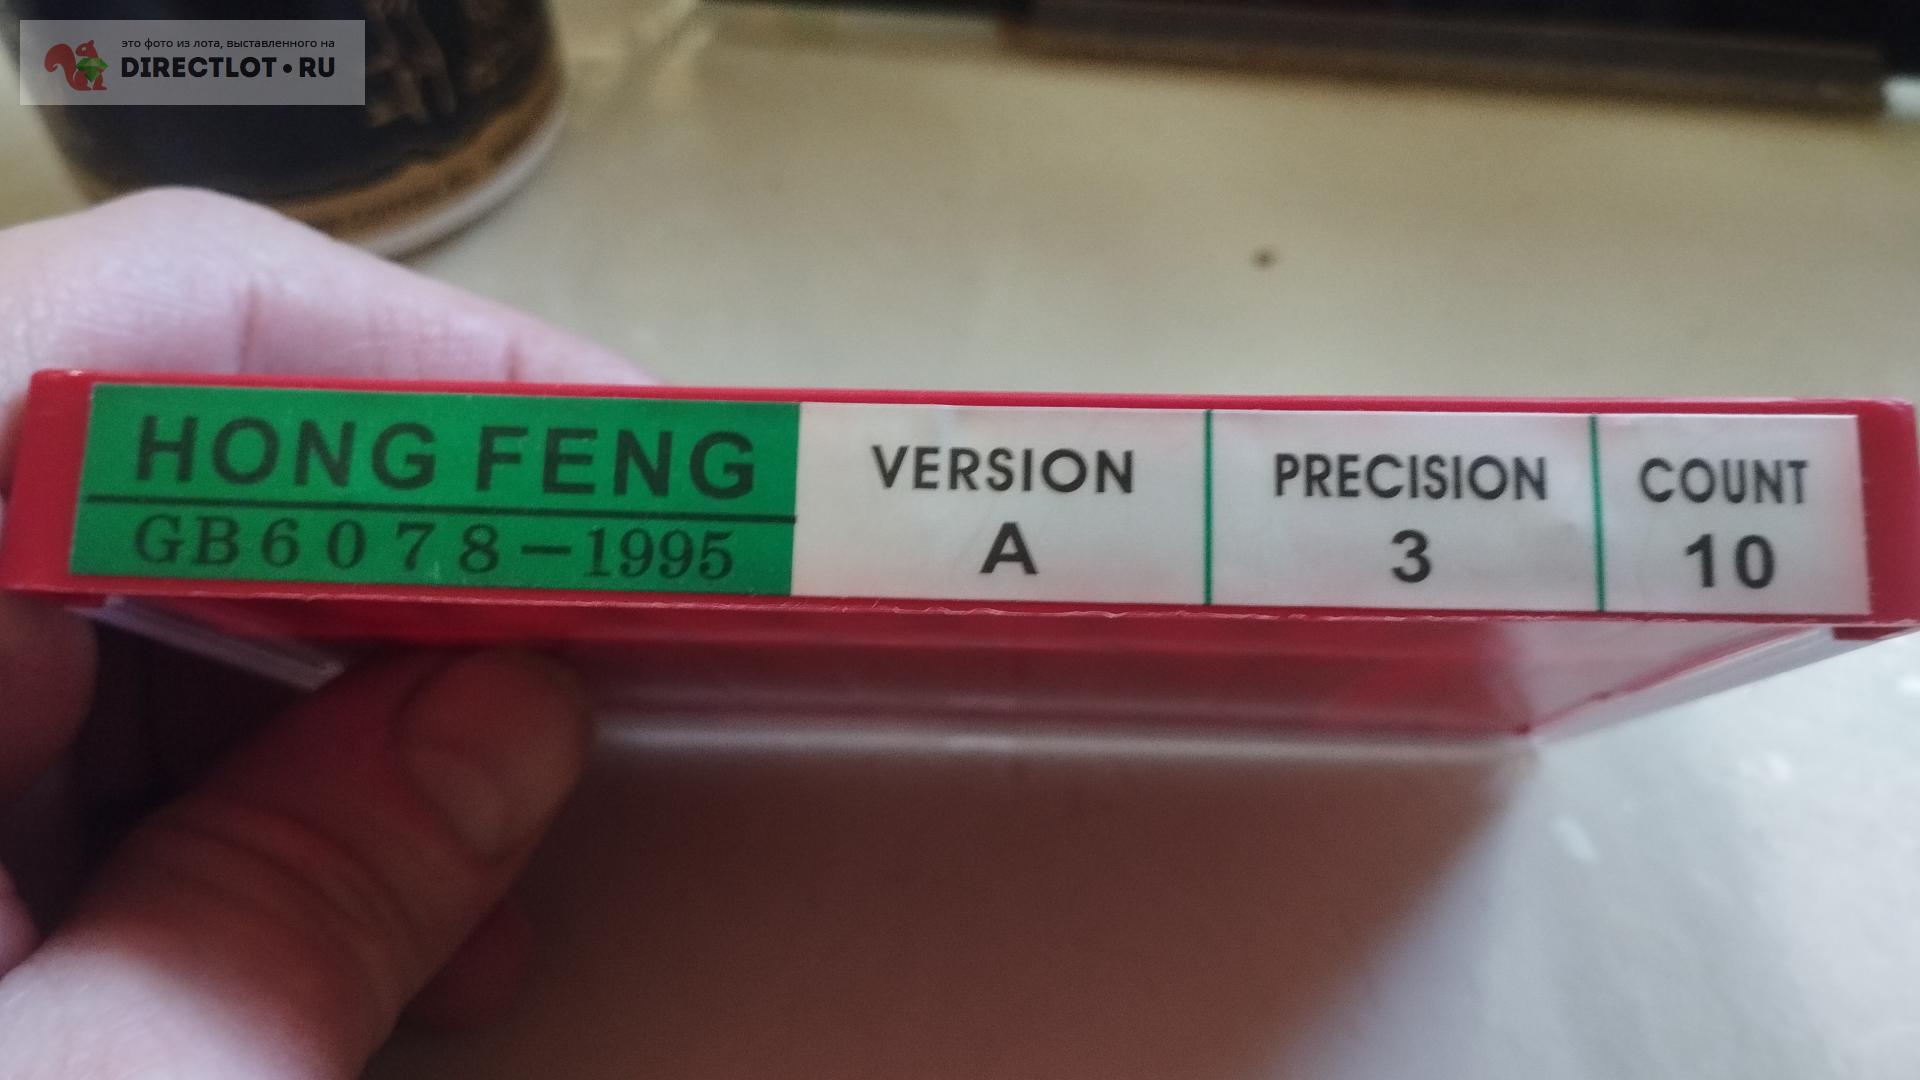 это фото из лота, выставленного на
DIRECTLOT•RU
HONG FENG
GB6078—1995
VERSION
A
PRECISION
3
COUNT
10